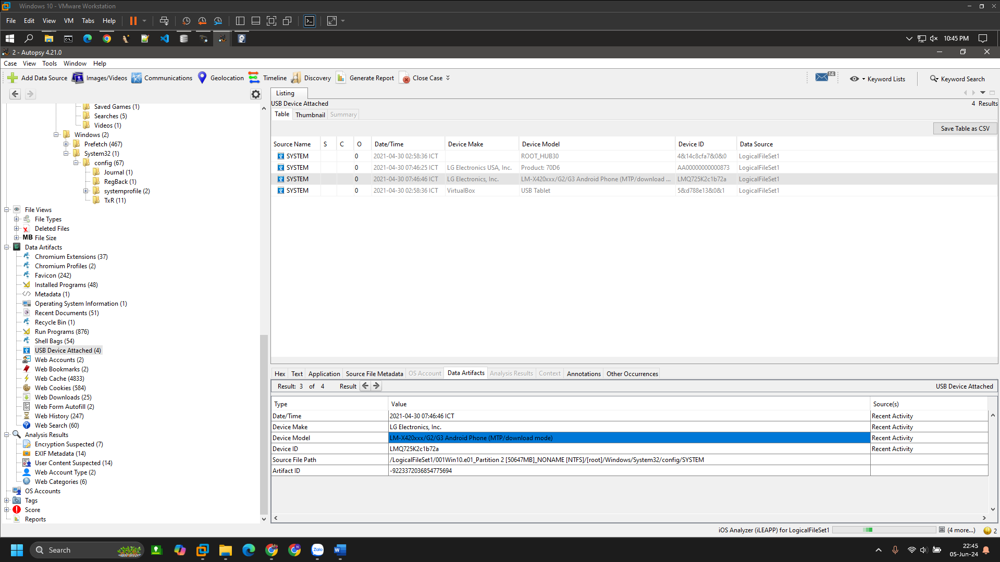 Windows 10 - VMware Workstation
File Edit View VM Tabs Help
10:45 PM
2 - Autopsy 4.21.0
Case View Tools Window Help
Add Data Source Images/Videos Communications Geolocation Timeline Discovery Generate Report Close Case 14 Keyword Lists Keyword Search
Saved Games (1)
Searches (5)
Videos (1)
Windows (2)
Prefetch (467)
System32 (1)
config (67)
Journal (1)
RegBack (1)
systemprofile (2)
TxR (11)
File Views
File Types
Deleted Files
MB File Size
Data Artifacts
Chromium Extensions (37)
Chromium Profiles (2)
Favicon (242)
Installed Programs (48)
Metadata (1)
Operating System Information (1)
Recent Documents (51)
Recycle Bin (1)
Run Programs (876)
Shell Bags (54)
USB Device Attached (4)
Web Accounts (2)
Web Bookmarks (2)
Web Cache (4833)
Web Cookies (584)
Web Downloads (25)
Web Form Autofill (2)
Web History (247)
Web Search (60)
Analysis Results
Encryption Suspected (7)
EXIF Metadata (14)
User Content Suspected (14)
Web Account Type (2)
Web Categories (6)
OS Accounts
Tags
Score
Reports
Listing
USB Device Attached
4 Results
Table Thumbnail Summary
Save Table as CSV
Source Name S C O Date/Time Device Make Device Model Device ID Data Source
SYSTEM 0 2021-04-30 02:58:36 ICT ROOT_HUB30 4&14c8cfa7&0&0 LogicalFileSet1
SYSTEM 0 2021-04-30 07:46:25 ICT LG Electronics USA, Inc. Product: 70D6 AA00000000000873 LogicalFileSet1
SYSTEM 0 2021-04-30 07:46:46 ICT LG Electronics, Inc. LM-X420xxx/G2/G3 Android Phone (MTP/download ... LMQ725K2c1b72a LogicalFileSet1
SYSTEM 0 2021-04-30 02:58:36 ICT VirtualBox USB Tablet 5&d788e13&0&1 LogicalFileSet1
Hex Text Application Source File Metadata OS Account Data Artifacts Analysis Results Context Annotations Other Occurrences
Result: 3 of 4 Result
USB Device Attached
Type Value Source(s)
Date/Time 2021-04-30 07:46:46 ICT Recent Activity
Device Make LG Electronics, Inc. Recent Activity
Device Model LM-X420xxx/G2/G3 Android Phone (MTP/download mode) Recent Activity
Device ID LMQ725K2c1b72a Recent Activity
Source File Path /LogicalFileSet1/001Win10.e01_Partition 2 [50647MB]_NONAME [NTFS]/[root]/Windows/System32/config/SYSTEM
Artifact ID -9223372036854775694
iOS Analyzer (iLEAPP) for LogicalFileSet1 (4 more...) 2
Search
Zalo
22:45
05-Jun-24